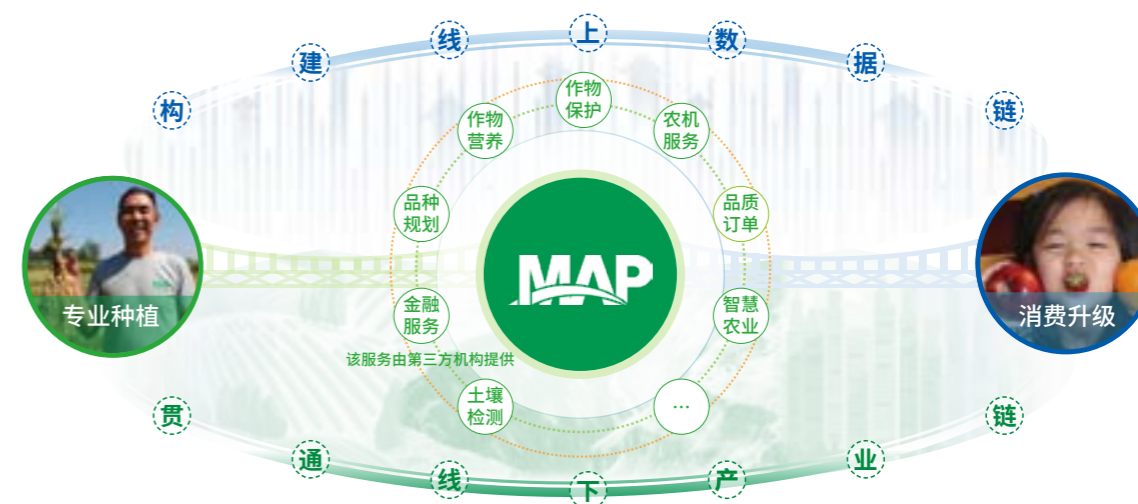 构建线上数据链
作物
保护
作物
营养
农机
服务
品种
规划
品质
订单
MAP
专业种植
消费升级
金融
服务
智慧
农业
该服务由第三方机构提供
土壤
检测
...
贯通线下产业链